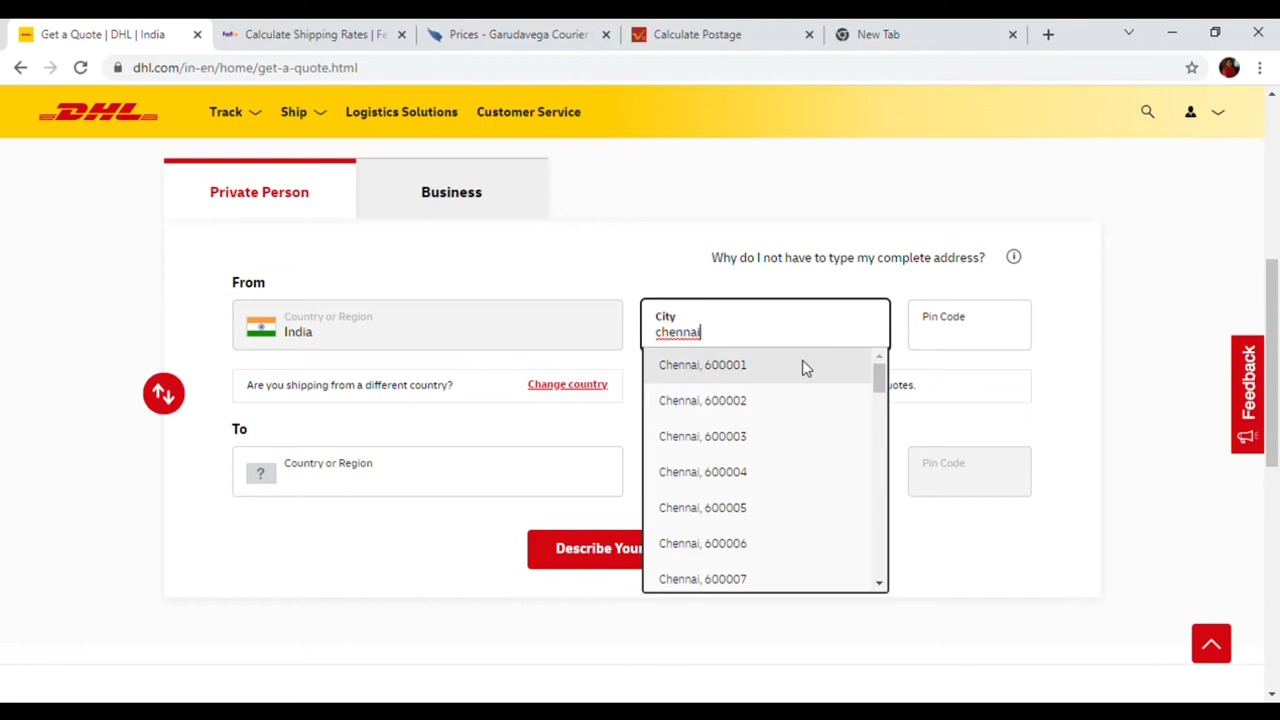 Get a Quote | DHL | India
Calculate Shipping Rates | Fe
Prices - Garudavega Courier
Calculate Postage
New Tab
dhl.com/in-en/home/get-a-quote.html
DHL
Track
Ship
Logistics Solutions
Customer Service
Private Person
Business
Why do I not have to type my complete address?
From
Country or Region
India
City
chennai
Pin Code
Are you shipping from a different country?
Change country
otes.
Chennai, 600001
Chennai, 600002
Chennai, 600003
Chennai, 600004
Chennai, 600005
Chennai, 600006
Chennai, 600007
To
Country or Region
Pin Code
Describe Your
Feedback